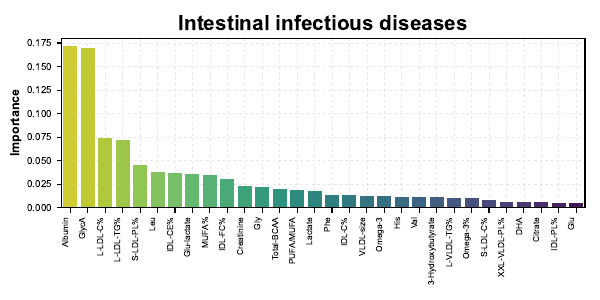 Intestinal infectious diseases
Importance
0.175
0.150
0.125
0.100
0.075
0.050
0.025
0.000
Albumin
GlycA
L-LDL-C%
L-LDL-TG%
S-LDL-PL%
Leu
IDL-CE%
Glu-lactate
MUFA%
IDL-FC%
Creatinine
Gly
Total-BCAA
PUFA/MUFA
Lactate
Phe
IDL-C%
VLDL-size
Omega-3
His
Val
3-Hydroxybutyrate
L-VLDL-TG%
Omega-3%
S-LDL-C%
XXL-VLDL-PL%
DHA
Citrate
IDL-PL%
Glu